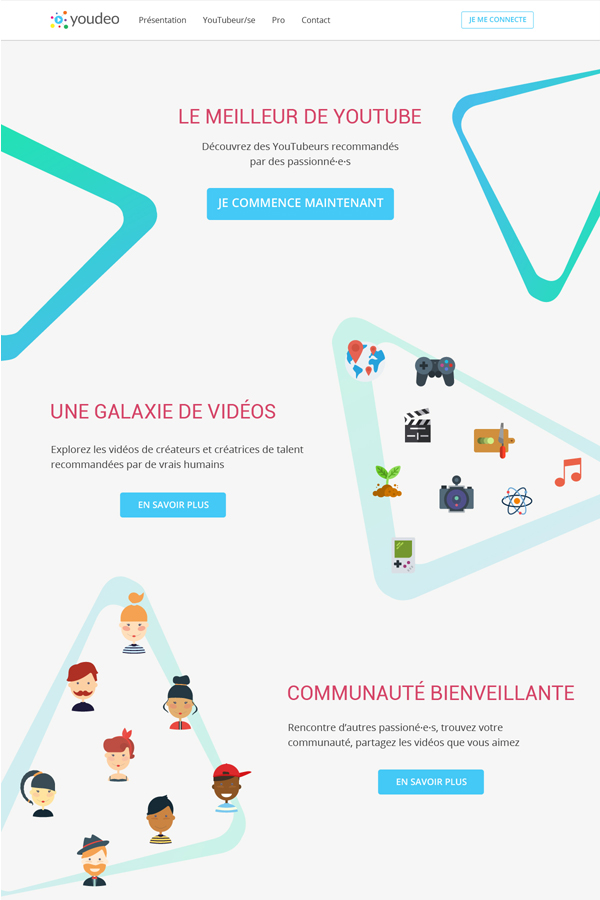 youdeo
Présentation
YouTubeur/se
Pro
Contact
JE ME CONNECTE
LE MEILLEUR DE YOUTUBE
Découvrez des YouTubeurs recommandés
par des passionné·e·s
JE COMMENCE MAINTENANT
UNE GALAXIE DE VIDÉOS
Explorez les vidéos de créateurs et créatrices de talent
recommandées par de vrais humains
EN SAVOIR PLUS
COMMUNAUTÉ BIENVEILLANTE
Rencontre d’autres passioné·e·s, trouvez votre
communauté, partagez les vidéos que vous aimez
EN SAVOIR PLUS